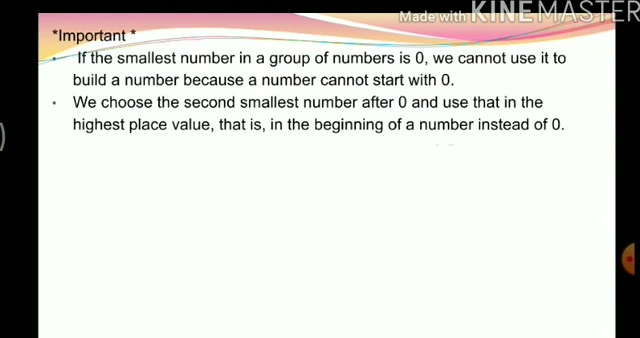 Made with KINEMASTER
*Important *
• If the smallest number in a group of numbers is 0, we cannot use it to
build a number because a number cannot start with 0.
• We choose the second smallest number after 0 and use that in the
highest place value, that is, in the beginning of a number instead of 0.